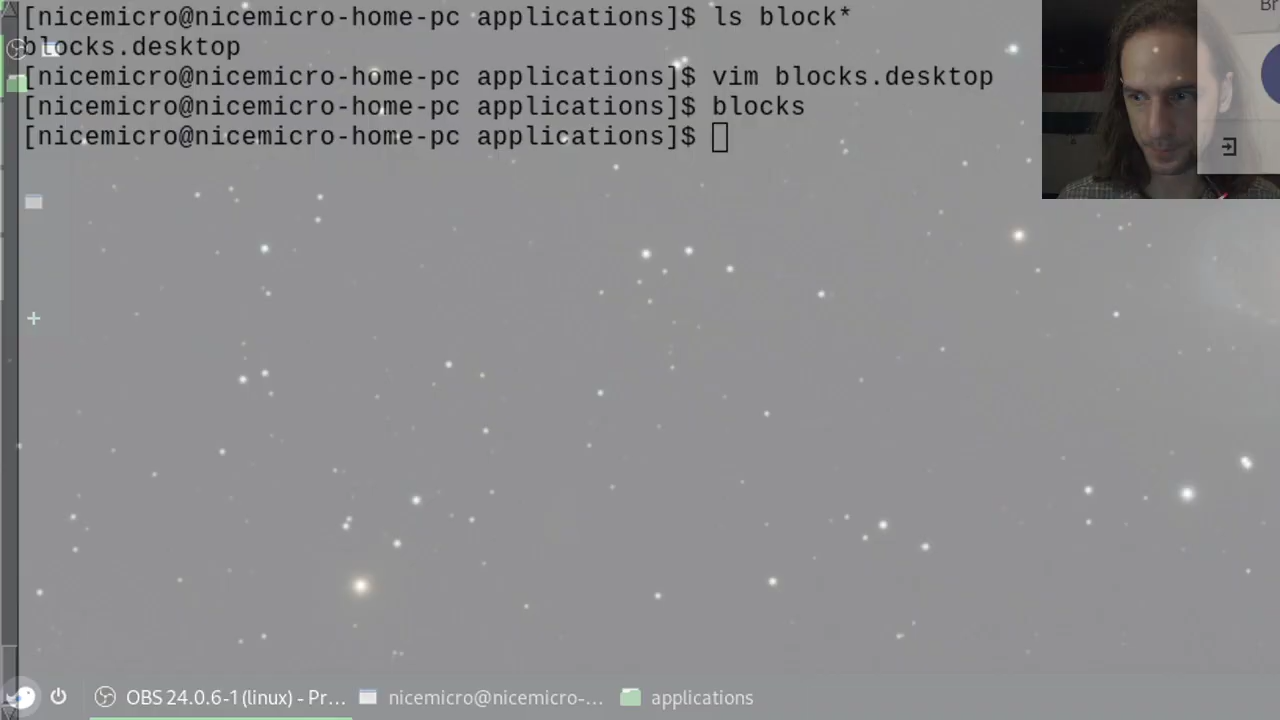 [nicemicro@nicemicro-home-pc applications]$ ls block*
blocks.desktop
[nicemicro@nicemicro-home-pc applications]$ vim blocks.desktop
[nicemicro@nicemicro-home-pc applications]$ blocks
[nicemicro@nicemicro-home-pc applications]$
Br
OBS 24.0.6-1 (linux) - Pr... nicemicro@nicemicro-... applications